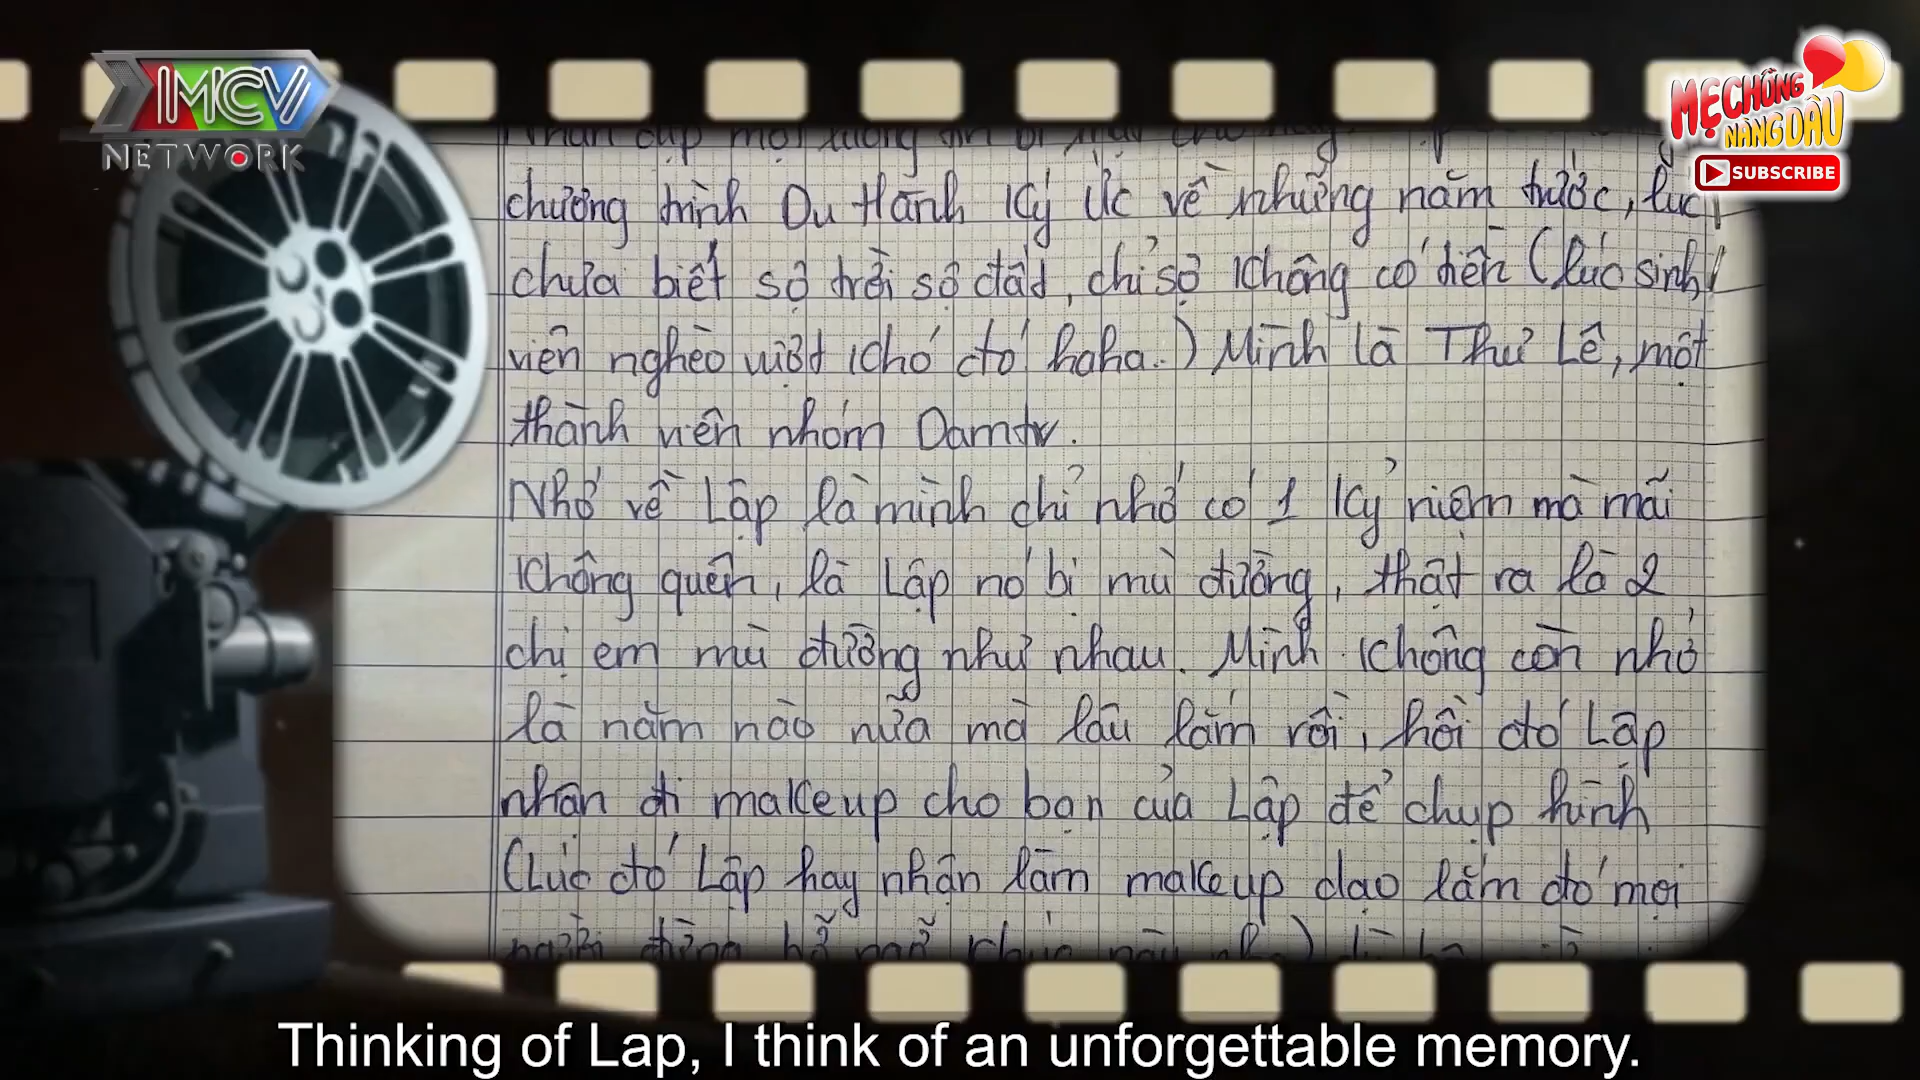 MCV
NETWORK
MẸ CHỒNG
NÀNG DÂU
SUBSCRIBE
chương trình Du Hành Ký Ức về những năm trước, lúc
chưa biết sợ trời sợ đất, chỉ sợ không có tiền (lúc sinh
viên nghèo vượt khó đó haha.) Mình là Thư Lê, một
thành viên nhóm Damtv.
Nhớ về Lập là mình chỉ nhớ có 1 kỷ niệm mà mãi
không quên, là Lập nó bị mù đường, thật ra là 2
chị em mù đường như nhau. Mình không còn nhớ
là năm nào nữa mà lâu lắm rồi, hồi đó Lập
nhận đi makeup cho bạn của Lập để chụp hình
(Lúc đó Lập hay nhận làm makeup dạo lắm đó mọi
Thinking of Lap, I think of an unforgettable memory.